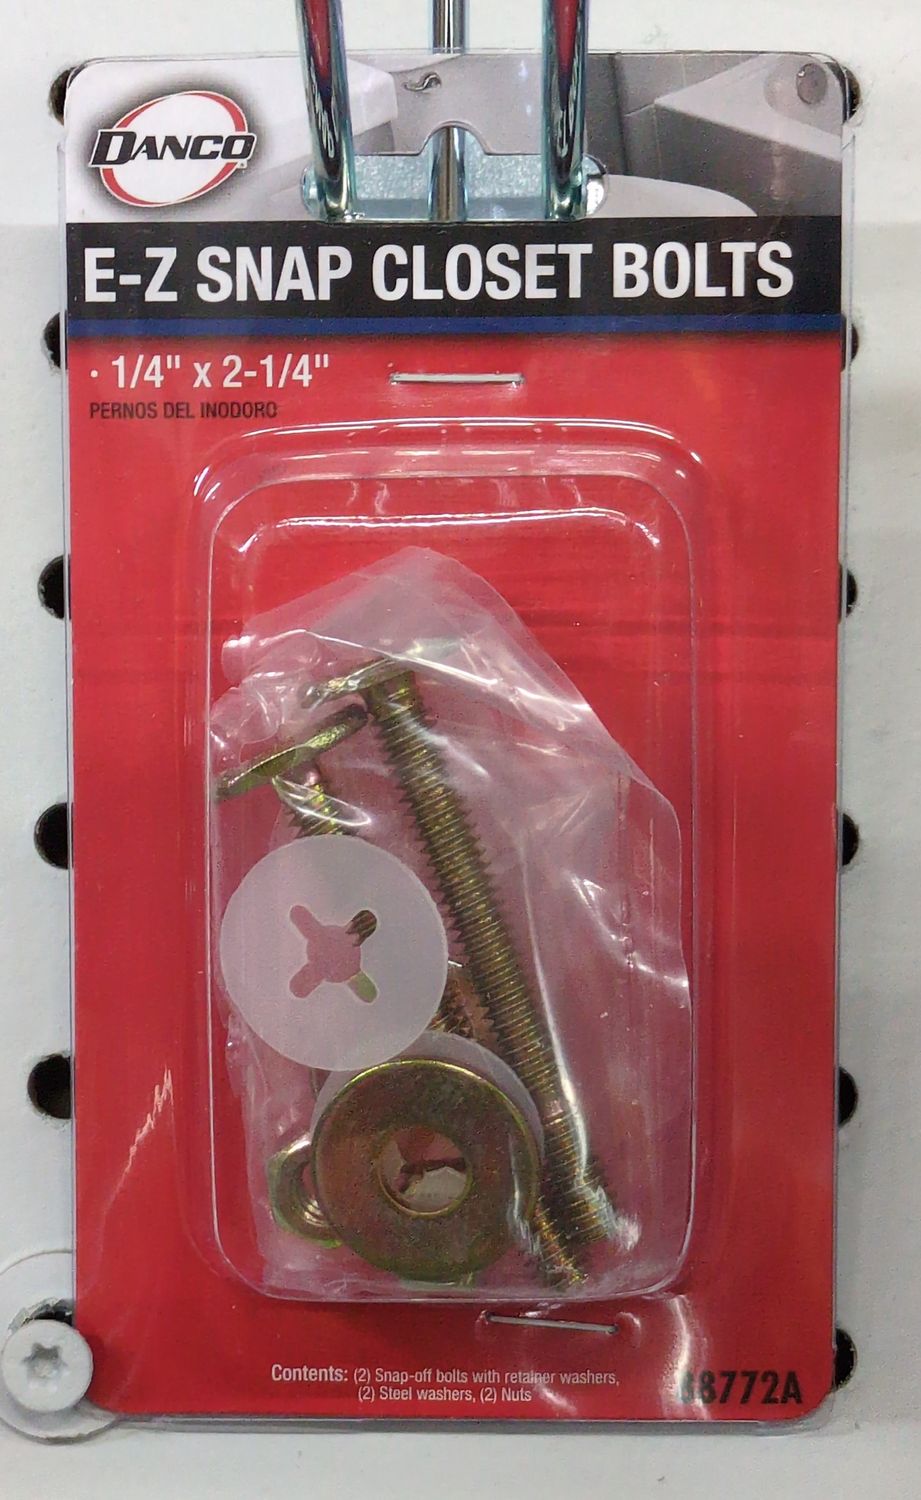 DANCO
E-Z SNAP CLOSET BOLTS
• 1/4" x 2-1/4"
PERNOS DEL INODORO
Contents: (2) Snap-off bolts with retainer washers,
(2) Steel washers, (2) Nuts